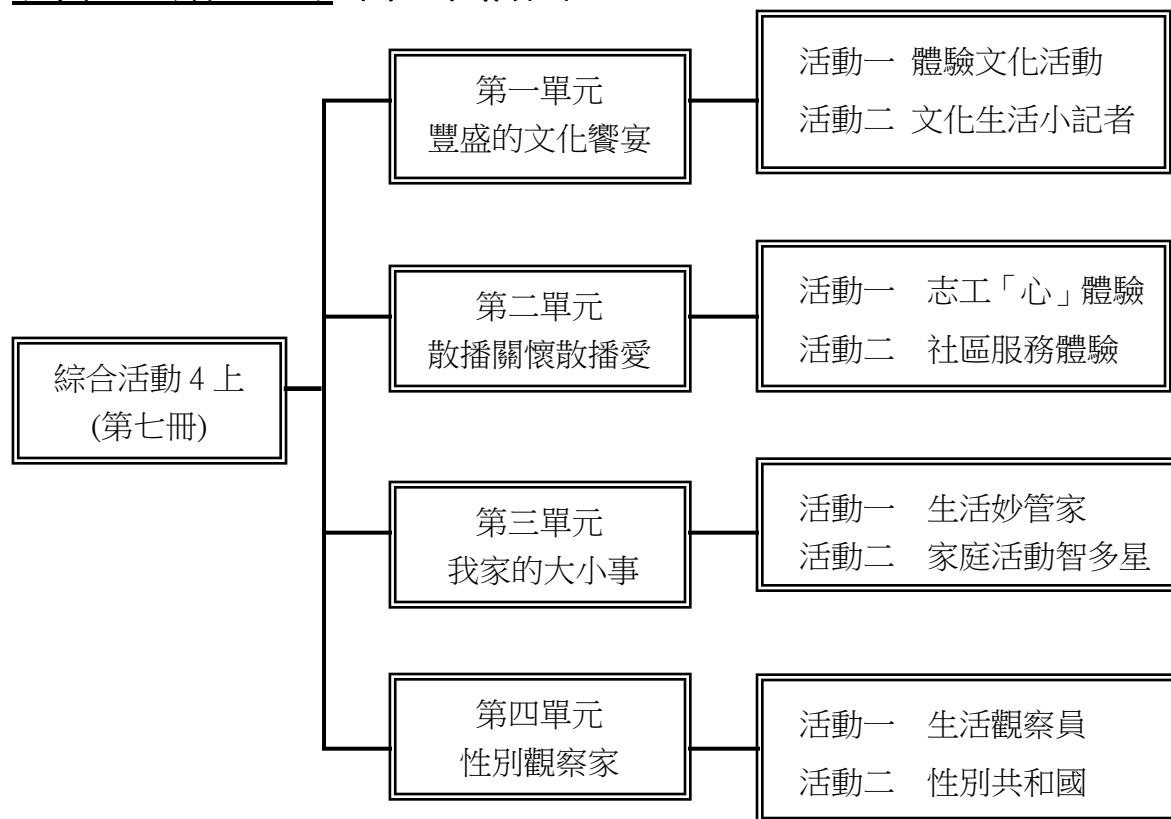 第一單元
豐盛的文化饗宴
活動一 體驗文化活動
活動二 文化生活小記者
第二單元
散播關懷散播愛
活動一 志工「心」體驗
活動二 社區服務體驗
綜合活動 4 上
(第七冊)
第三單元
我家的大小事
活動一 生活妙管家
活動二 家庭活動智多星
第四單元
性別觀察家
活動一 生活觀察員
活動二 性別共和國